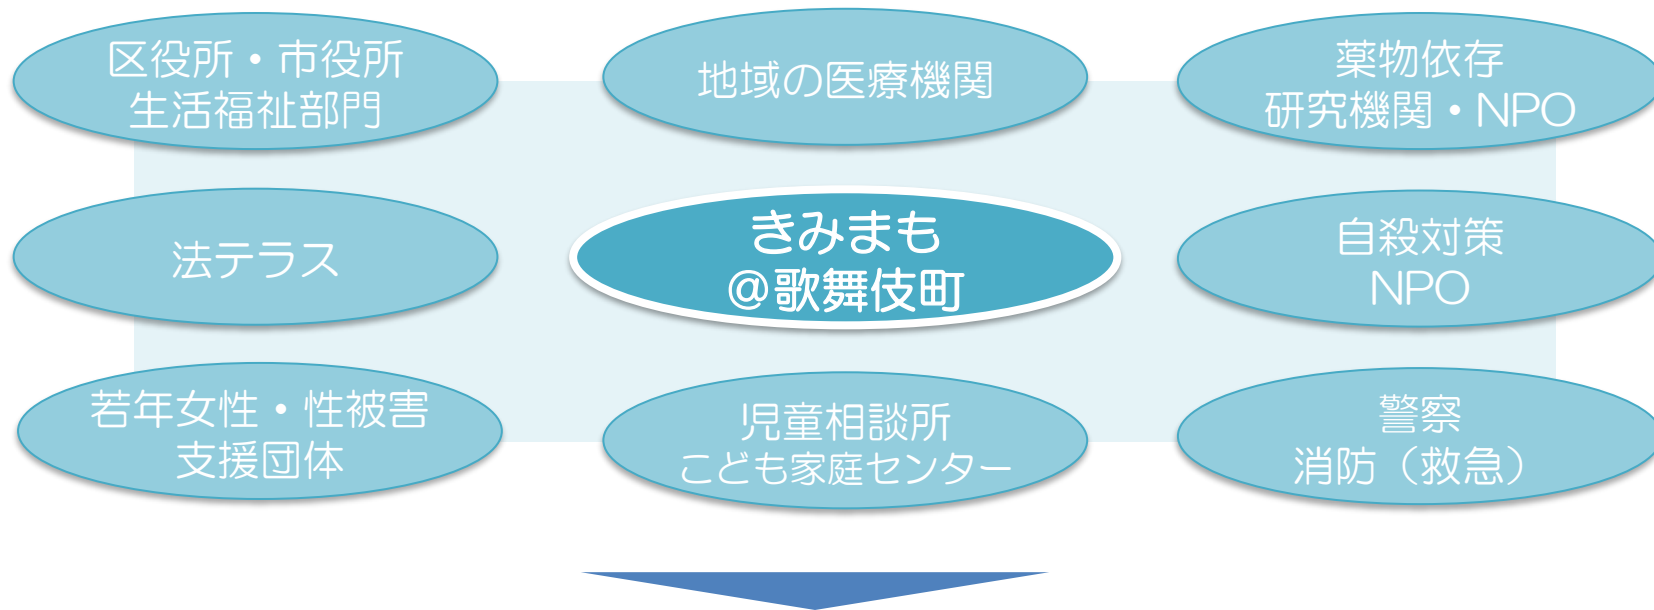 区役所・市役所
生活福祉部門
地域の医療機関
薬物依存
研究機関・NPO
法テラス
きみまも
@歌舞伎町
自殺対策
NPO
若年女性・性被害
支援団体
児童相談所
こども家庭センター
警察
消防（救急）